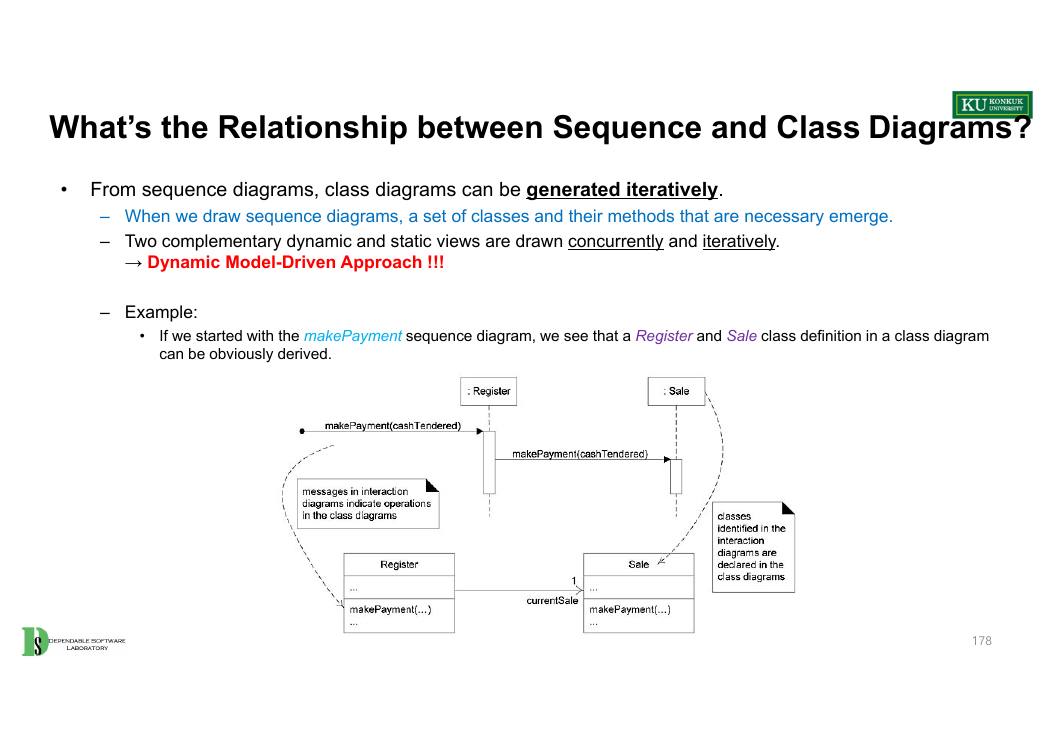 KU KONKUK
UNIVERSITY
What's the Relationship between Sequence and Class Diagrams?
• From sequence diagrams, class diagrams can be generated iteratively.
– When we draw sequence diagrams, a set of classes and their methods that are necessary emerge.
– Two complementary dynamic and static views are drawn concurrently and iteratively.
→ Dynamic Model-Driven Approach !!!
– Example:
• If we started with the makePayment sequence diagram, we see that a Register and Sale class definition in a class diagram
can be obviously derived.
: Register
: Sale
makePayment(cashTendered)
makePayment(cashTendered)
messages in interaction
diagrams indicate operations
in the class diagrams
classes
identified in the
interaction
diagrams are
declared in the
class diagrams
Register
...
makePayment(...)
...
1
currentSale
Sale
...
makePayment(...)
...
DS DEPENDABLE SOFTWARE
LABORATORY
178